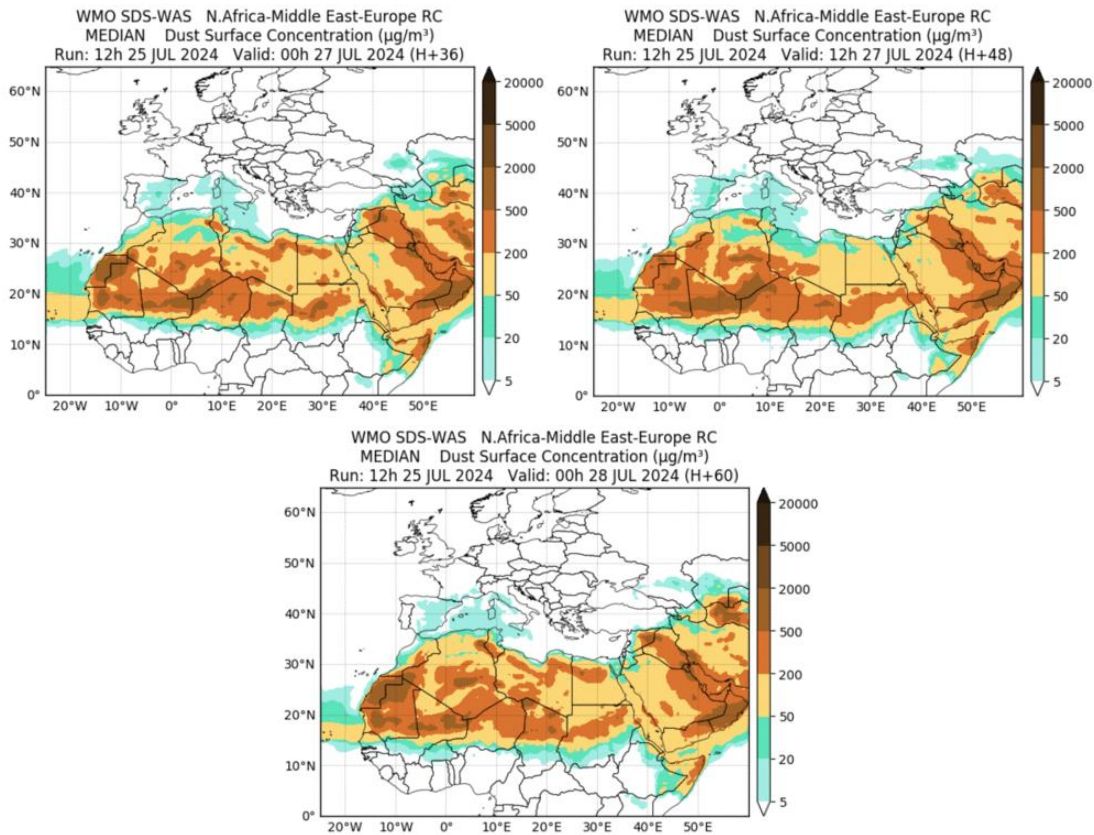 WMO SDS-WAS N.Africa-Middle East-Europe RC
MEDIAN Dust Surface Concentration (µg/m³)
Run: 12h 25 JUL 2024 Valid: 00h 27 JUL 2024 (H+36)
60°N
50°N
40°N
30°N
20°N
10°N
0°
20°W 10°W 0° 10°E 20°E 30°E 40°E 50°E
20000
5000
2000
500
200
50
20
5
WMO SDS-WAS N.Africa-Middle East-Europe RC
MEDIAN Dust Surface Concentration (µg/m³)
Run: 12h 25 JUL 2024 Valid: 12h 27 JUL 2024 (H+48)
60°N
50°N
40°N
30°N
20°N
10°N
0°
20°W 10°W 0° 10°E 20°E 30°E 40°E 50°E
20000
5000
2000
500
200
50
20
5
WMO SDS-WAS N.Africa-Middle East-Europe RC
MEDIAN Dust Surface Concentration (µg/m³)
Run: 12h 25 JUL 2024 Valid: 00h 28 JUL 2024 (H+60)
60°N
50°N
40°N
30°N
20°N
10°N
0°
20°W 10°W 0° 10°E 20°E 30°E 40°E 50°E
20000
5000
2000
500
200
50
20
5